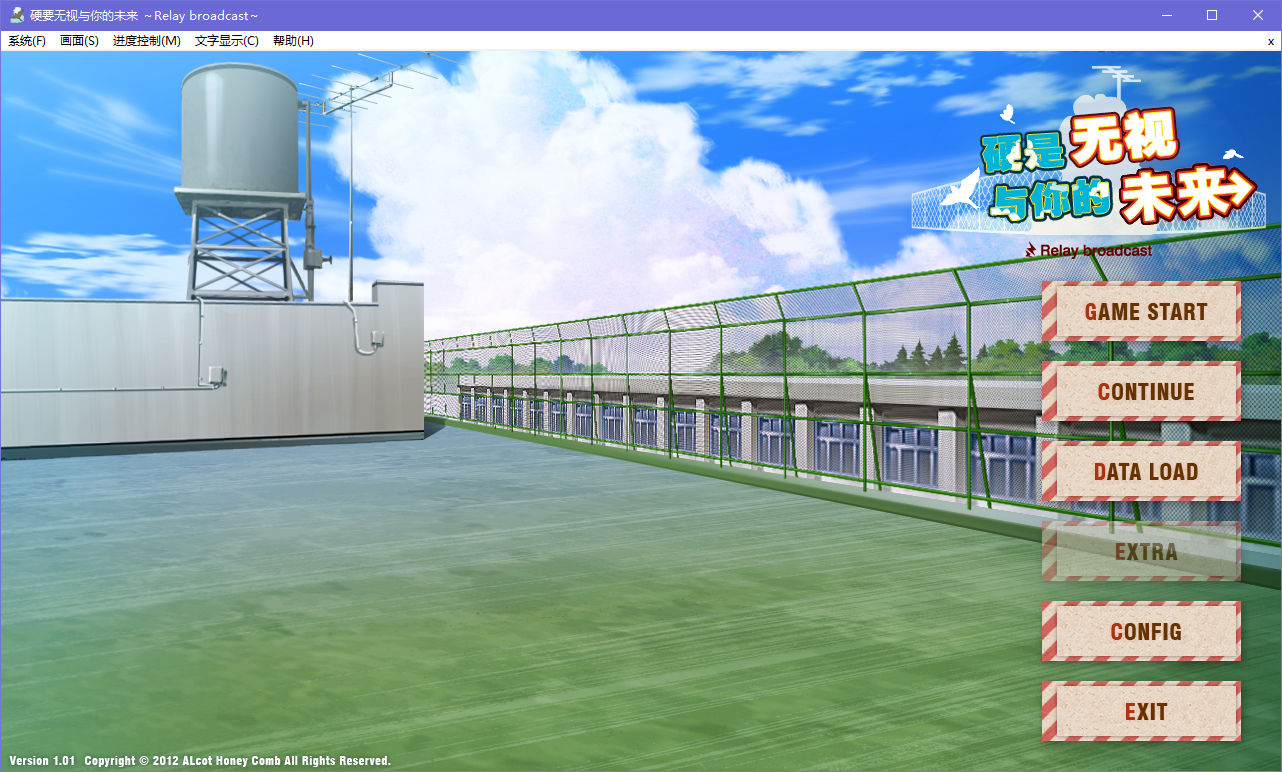 硬要无视与你的未来 ～Relay broadcast～
系统(F) 画面(S) 进度控制(M) 文字显示(C) 帮助(H) x
硬是无视
与你的未来
Relay broadcast
GAME START
CONTINUE
DATA LOAD
EXTRA
CONFIG
EXIT
Version 1.01 Copyright © 2012 ALcot Honey Comb All Rights Reserved.